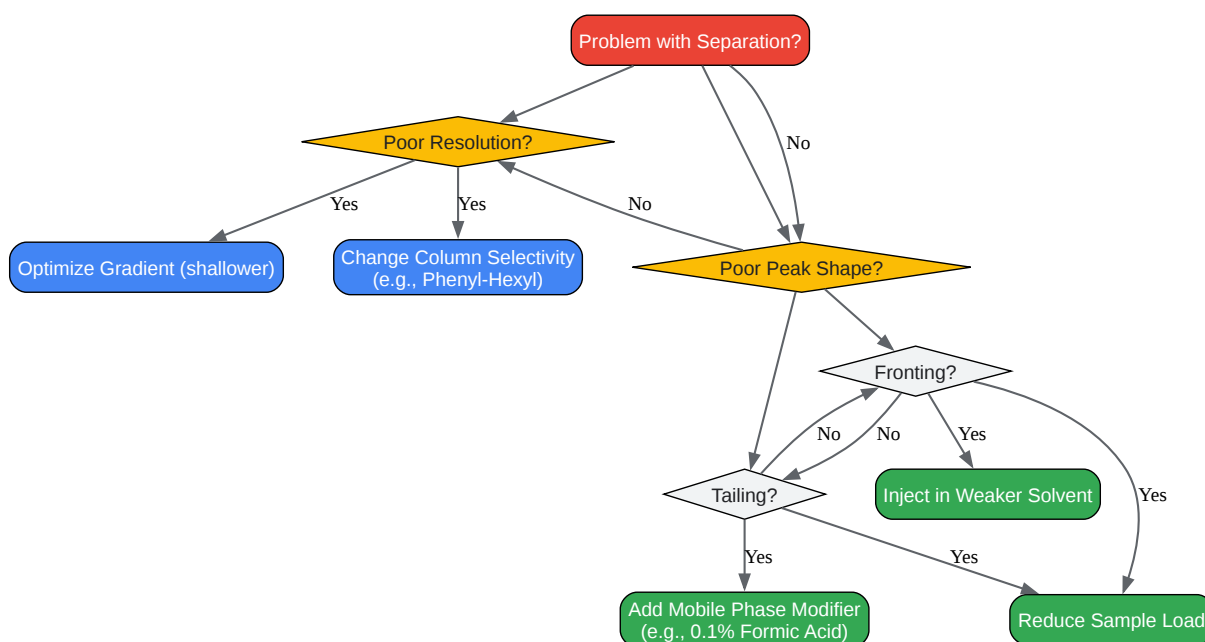 Problem with Separation?
No
Poor Resolution?
Yes
Yes
No
Optimize Gradient (shallower)
Change Column Selectivity
(e.g., Phenyl-Hexyl)
Poor Peak Shape?
Fronting?
No
No
Yes
Yes
Tailing?
Inject in Weaker Solvent
Yes
Yes
Add Mobile Phase Modifier
(e.g., 0.1% Formic Acid)
Reduce Sample Load